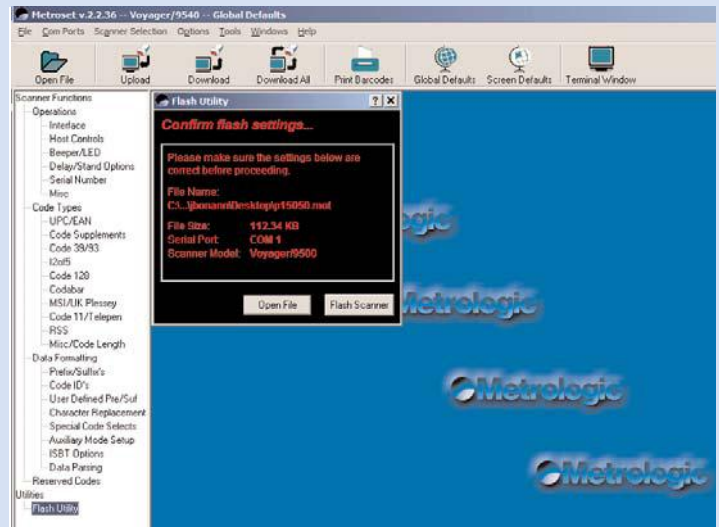 Metroset v.2.2.36 -- Voyager/9540 -- Global Defaults
File Com Ports Scanner Selection Options Tools Windows Help
Open File Upload Download Download All Print Barcodes Global Defaults Screen Defaults Terminal Window
Scanner Functions
Operations
Interface
Host Controls
Beeper/LED
Delay/Stand Options
Serial Number
Misc
Code Types
UPC/EAN
Code Supplements
Code 39/93
I2of5
Code 128
Codabar
MSI/UK Plessey
Code 11/Telepen
RSS
Misc/Code Length
Data Formatting
Prefix/Suffix's
Code ID's
User Defined Pre/Suf
Character Replacement
Special Code Selects
Auxiliary Mode Setup
ISBT Options
Data Parsing
Reserved Codes
Utilities
Flash Utility
Flash Utility
Confirm flash settings...
Please make sure the settings below are
correct before proceeding.
File Name:
C:\...\jbonanno\Desktop\p15050.mot
File Size: 112.34 KB
Serial Port: COM 1
Scanner Model: Voyager/9500
Open File Flash Scanner
ogic
Metrologic
Metrologic
Metrologic